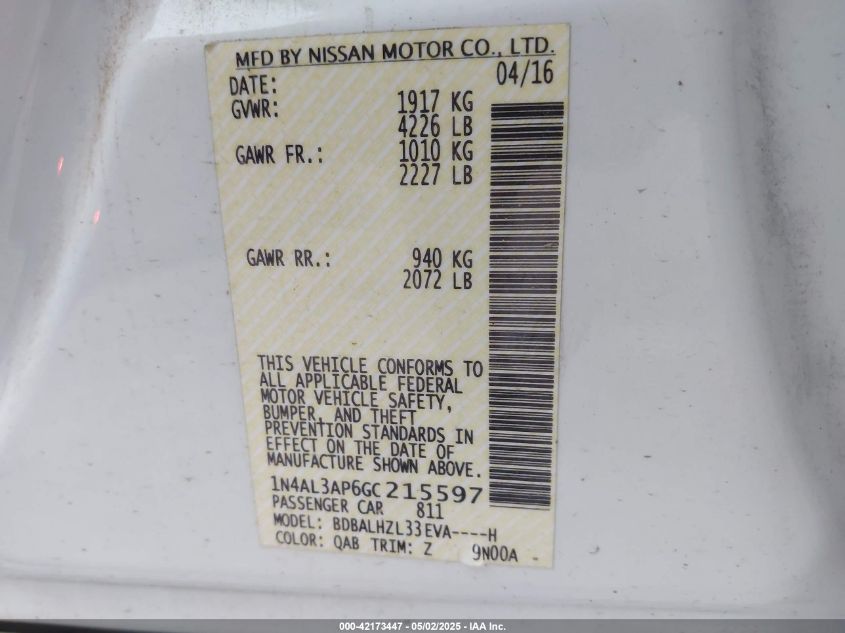 MFD BY NISSAN MOTOR CO., LTD.
DATE: 04/16
GVWR: 1917 KG
4226 LB
GAWR FR.: 1010 KG
2227 LB
GAWR RR.: 940 KG
2072 LB
THIS VEHICLE CONFORMS TO
ALL APPLICABLE FEDERAL
MOTOR VEHICLE SAFETY,
BUMPER, AND THEFT
PREVENTION STANDARDS IN
EFFECT ON THE DATE OF
MANUFACTURE SHOWN ABOVE.
1N4AL3AP6GC215597
PASSENGER CAR 811
MODEL: BDBALHZL33EVA----H
COLOR: QAB TRIM: Z 9N00A -
000-42173447 - 05/02/2025 - IAA Inc.